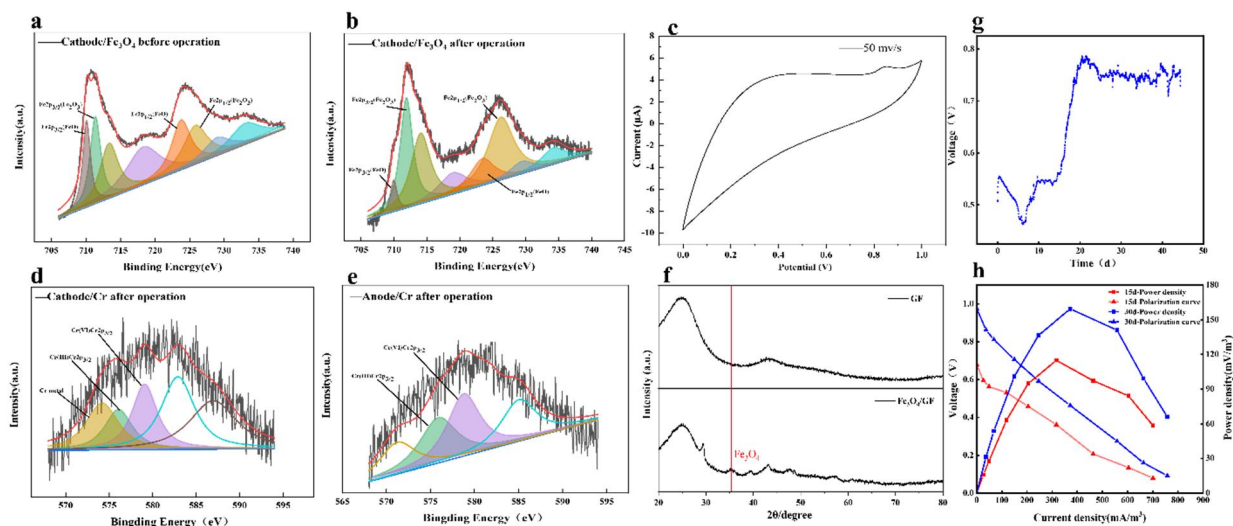 a
Cathode/Fe3O4 before operation
Fe2p3/2(Fe2O3)
Fe2p3/2(FeO)
Fe2p1/2(FeO)
Fe2p1/2(Fe2O3)
Intensity(a.u.)
705 710 715 720 725 730 735 740
Binding Energy(eV)
b
Cathode/Fe3O4 after operation
Fe2p3/2(Fe2O3)
Fe2p1/2(Fe2O3)
Fe2p3/2(FeO)
Fe2p1/2(FeO)
Intensity(a.u.)
705 710 715 720 725 730 735 740 745
Binding Energy(eV)
c
50 mv/s
Current (μA)
6
4
2
0
-2
-4
-6
-8
-10
0.0 0.2 0.4 0.6 0.8 1.0
Potential (V)
g
Voltage (V)
0.8
0.7
0.6
0.5
0 10 20 30 40 50
Time (d)
d
Cathode/Cr after operation
Cr(VI)Cr2p3/2
Cr(III)Cr2p3/2
Cr metal
Intensity(a.u.)
570 575 580 585 590 595
Bingding Energy (eV)
e
Anode/Cr after operation
Cr(VI)Cr2p3/2
Cr(III)Cr2p3/2
Intensity(a.u.)
565 570 575 580 585 590 595
Bingding Energy (eV)
f
GF
Fe3O4/GF
Fe3O4
Intensity (a.u.)
20 30 40 50 60 70 80
2θ/degree
h
15d-Power density
15d-Polarization curve
30d-Power density
30d-Polarization curve
Voltage (V)
1.0
0.8
0.6
0.4
0.2
0.0
0 100 200 300 400 500 600 700 800 900
Current density(mA/m³)
180
150
120
90
60
30
0
Power density(mV/m³)